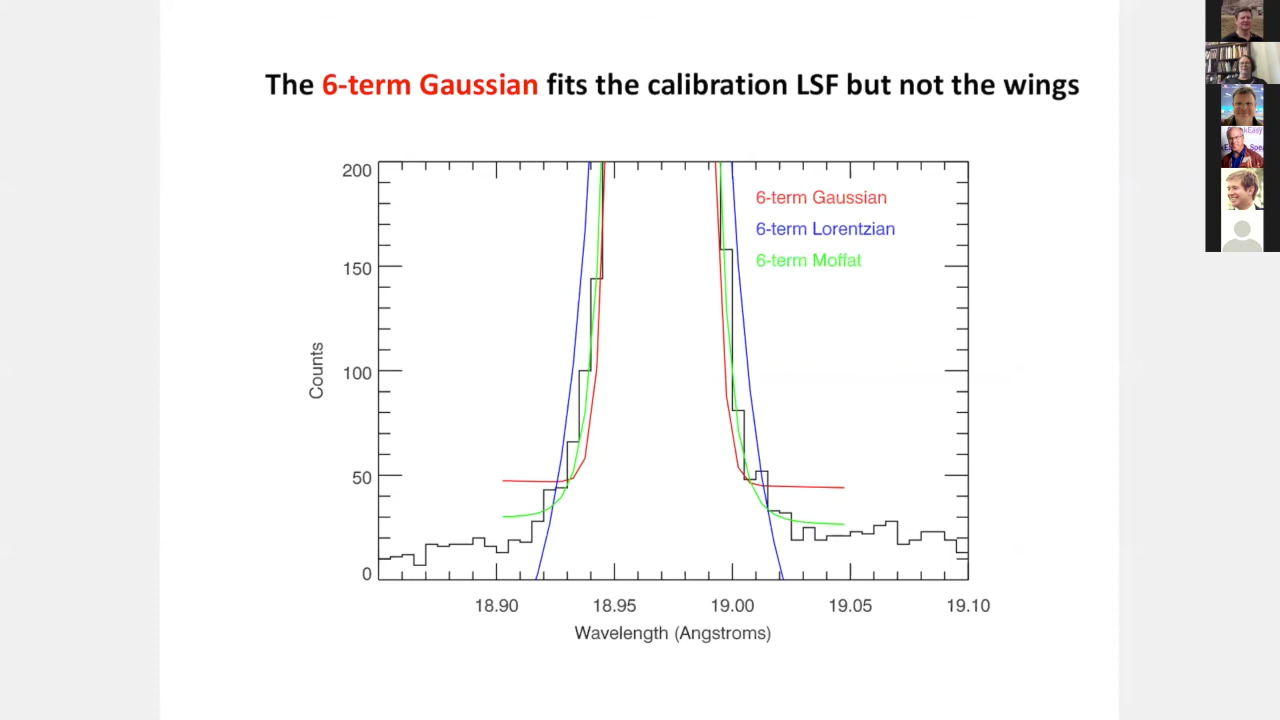 The 6-term Gaussian fits the calibration LSF but not the wings
200
150
100
50
0
Counts
6-term Gaussian
6-term Lorentzian
6-term Moffat
18.90 18.95 19.00 19.05 19.10
Wavelength (Angstroms)